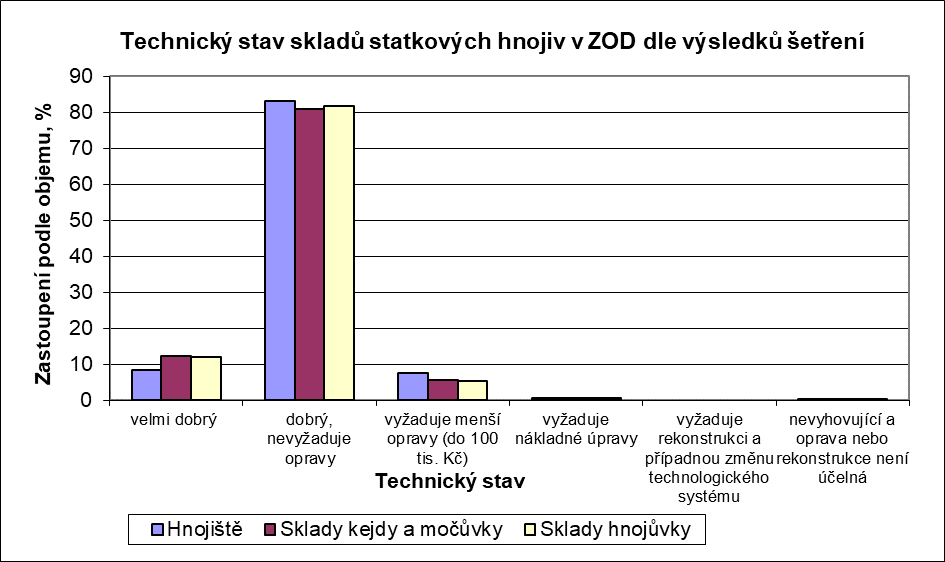 Technický stav skladů statkových hnojiv v ZOD dle výsledků šetření
Zastoupení podle objemu, %
90
80
70
60
50
40
30
20
10
0
velmi dobrý
dobrý,
nevyžaduje
opravy
vyžaduje menší
opravy (do 100
tis. Kč)
vyžaduje
nákladné úpravy
vyžaduje
rekonstrukci a
případnou změnu
technologického
systému
nevyhovující a
oprava nebo
rekonstrukce není
účelná
Technický stav
Hnojiště
Sklady kejdy a močůvky
Sklady hnojůvky